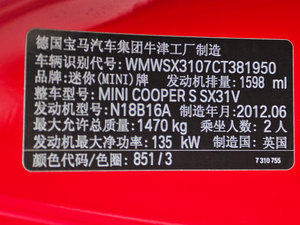 德国宝马汽车集团牛津工厂制造
车辆识别代号: WMWSX3107CT381950
品牌: 迷你(MINI)牌 发动机排量: 1598 ml
整车型号: MINI COOPER S SX31V
发动机型号: N18B16A 制造年月: 2012.06
最大允许总质量: 1470 kg 乘坐人数: 2人
发动机最大净功率: 135 kW 制造国: 英国
颜色/色圈: 851/3 7 310 755